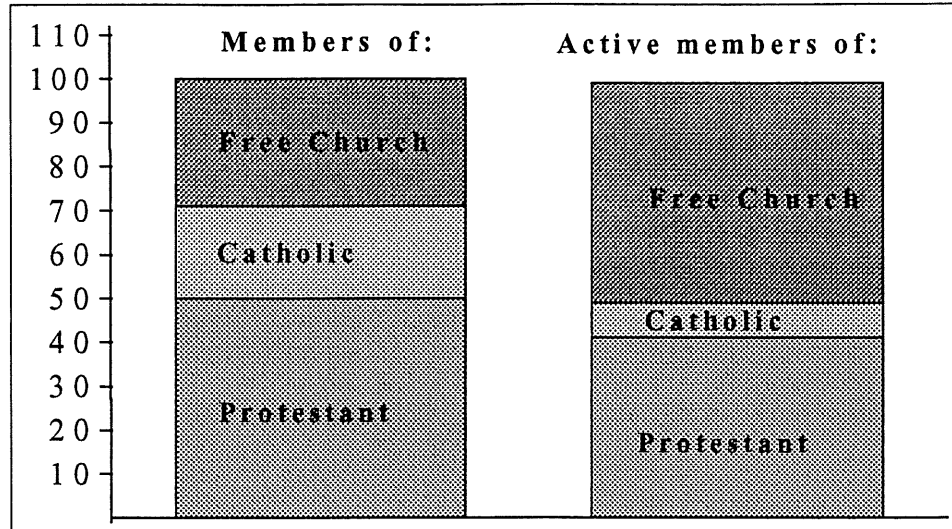 110
Members of:
Active members of:
100
90
Free Church
80
70
Free Church
60
Catholic
50
Catholic
40
30
Protestant
20
Protestant
10